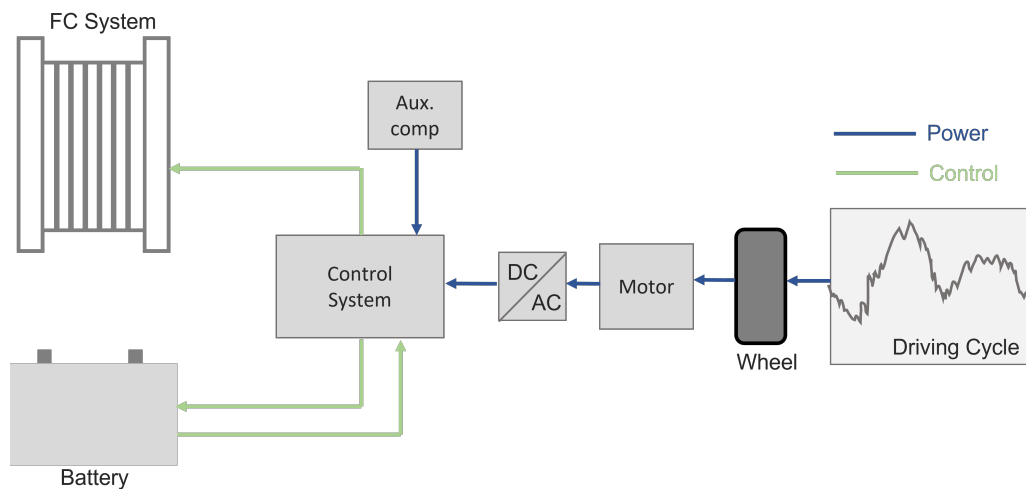 FC System
Aux.
comp
Power
Control
Control
System
DC
AC
Motor
Wheel
Driving Cycle
Battery